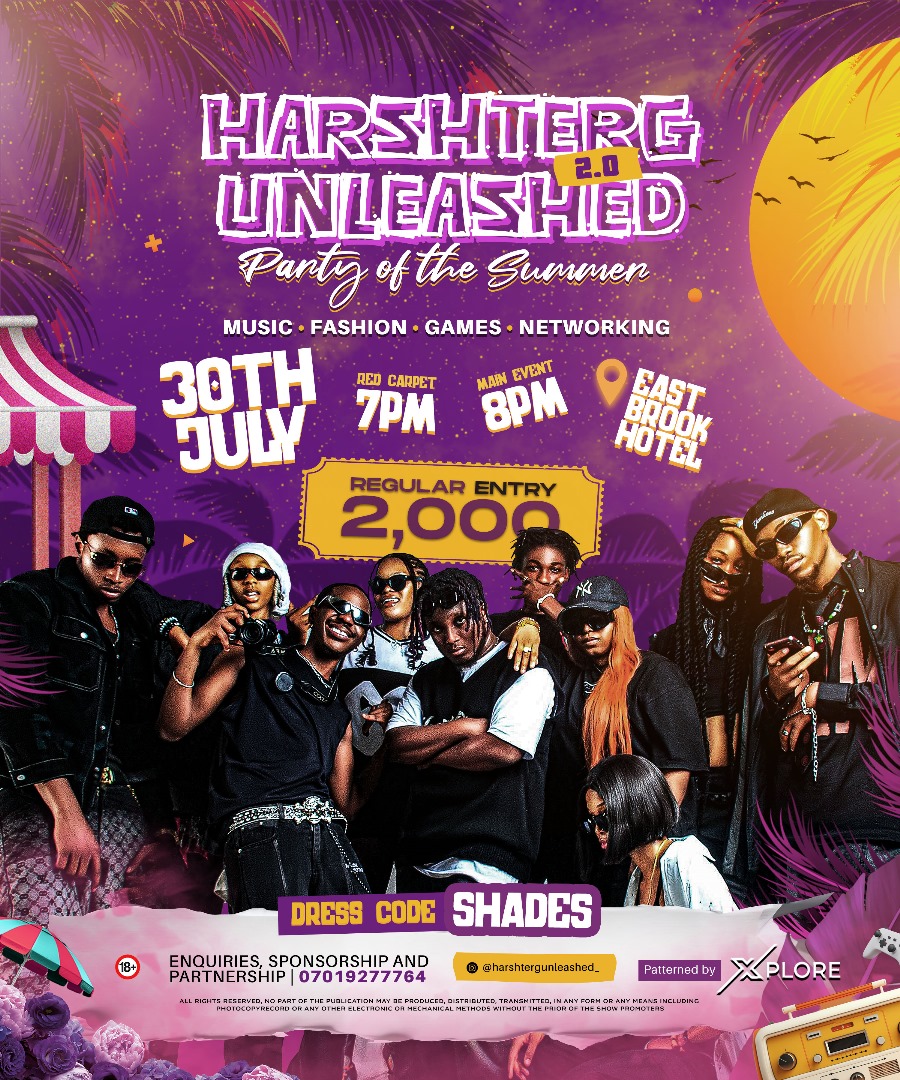 HARSHTERG
2.0
UNLEASHED
Party of the Summer
MUSIC • FASHION • GAMES • NETWORKING
30TH
JULY
RED CARPET
7PM
MAIN EVENT
8PM
EAST
BROOK
HOTEL
REGULAR ENTRY
2,000
NY
DRESS CODE SHADES
18+
ENQUIRIES, SPONSORSHIP AND
PARTNERSHIP | 07019277764
@harshtergunleashed_
Patterned by XPLORE
ALL RIGHTS RESERVED, NO PART OF THE PUBLICATION MAY BE PRODUCED, DISTRIBUTED, TRANSMITTED, IN ANY FORM OR ANY MEANS INCLUDING
PHOTOCOPYRECORD OR ANY OTHER ELECTRONIC OR MECHANICAL METHODS WITHOUT THE PRIOR OF THE SHOW PROMOTERS